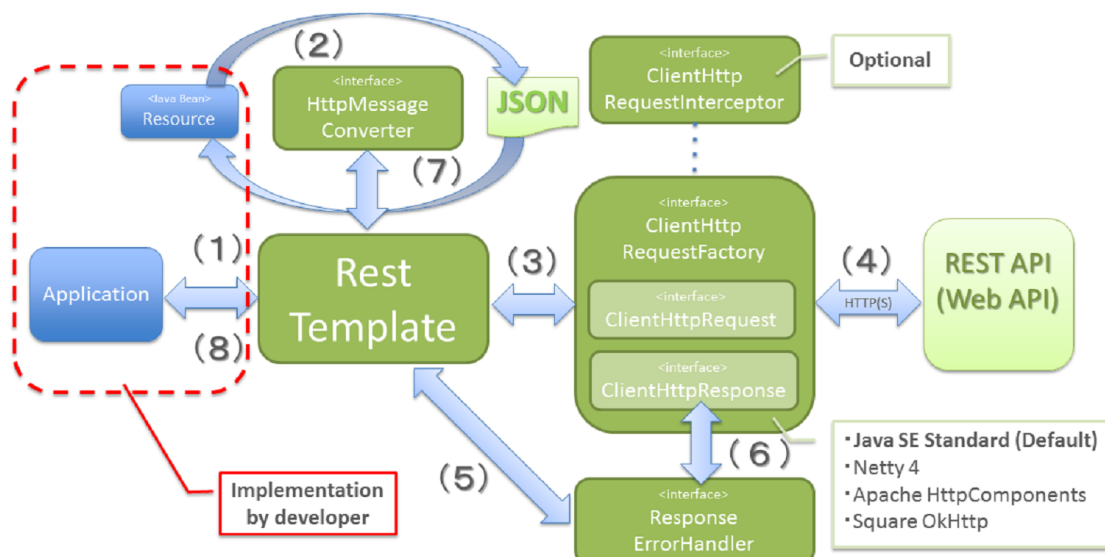 (2)
<interface>
HttpMessage
Converter
<Java Bean>
Resource
JSON
<interface>
ClientHttp
RequestInterceptor
Optional
(7)
Application
(1)
(8)
Rest
Template
(3)
<interface>
ClientHttp
RequestFactory
<interface>
ClientHttpRequest
<interface>
ClientHttpResponse
(4)
HTTP(S)
REST API
(Web API)
(5)
(6)
・Java SE Standard (Default)
・Netty 4
・Apache HttpComponents
・Square OkHttp
Implementation
by developer
<interface>
Response
ErrorHandler